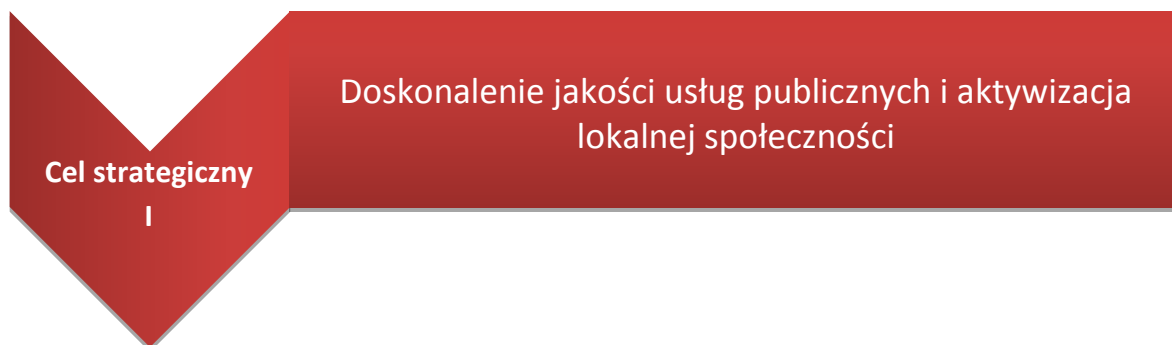 Doskonalenie jakości usług publicznych i aktywizacja
lokalnej społeczności
Cel strategiczny
I